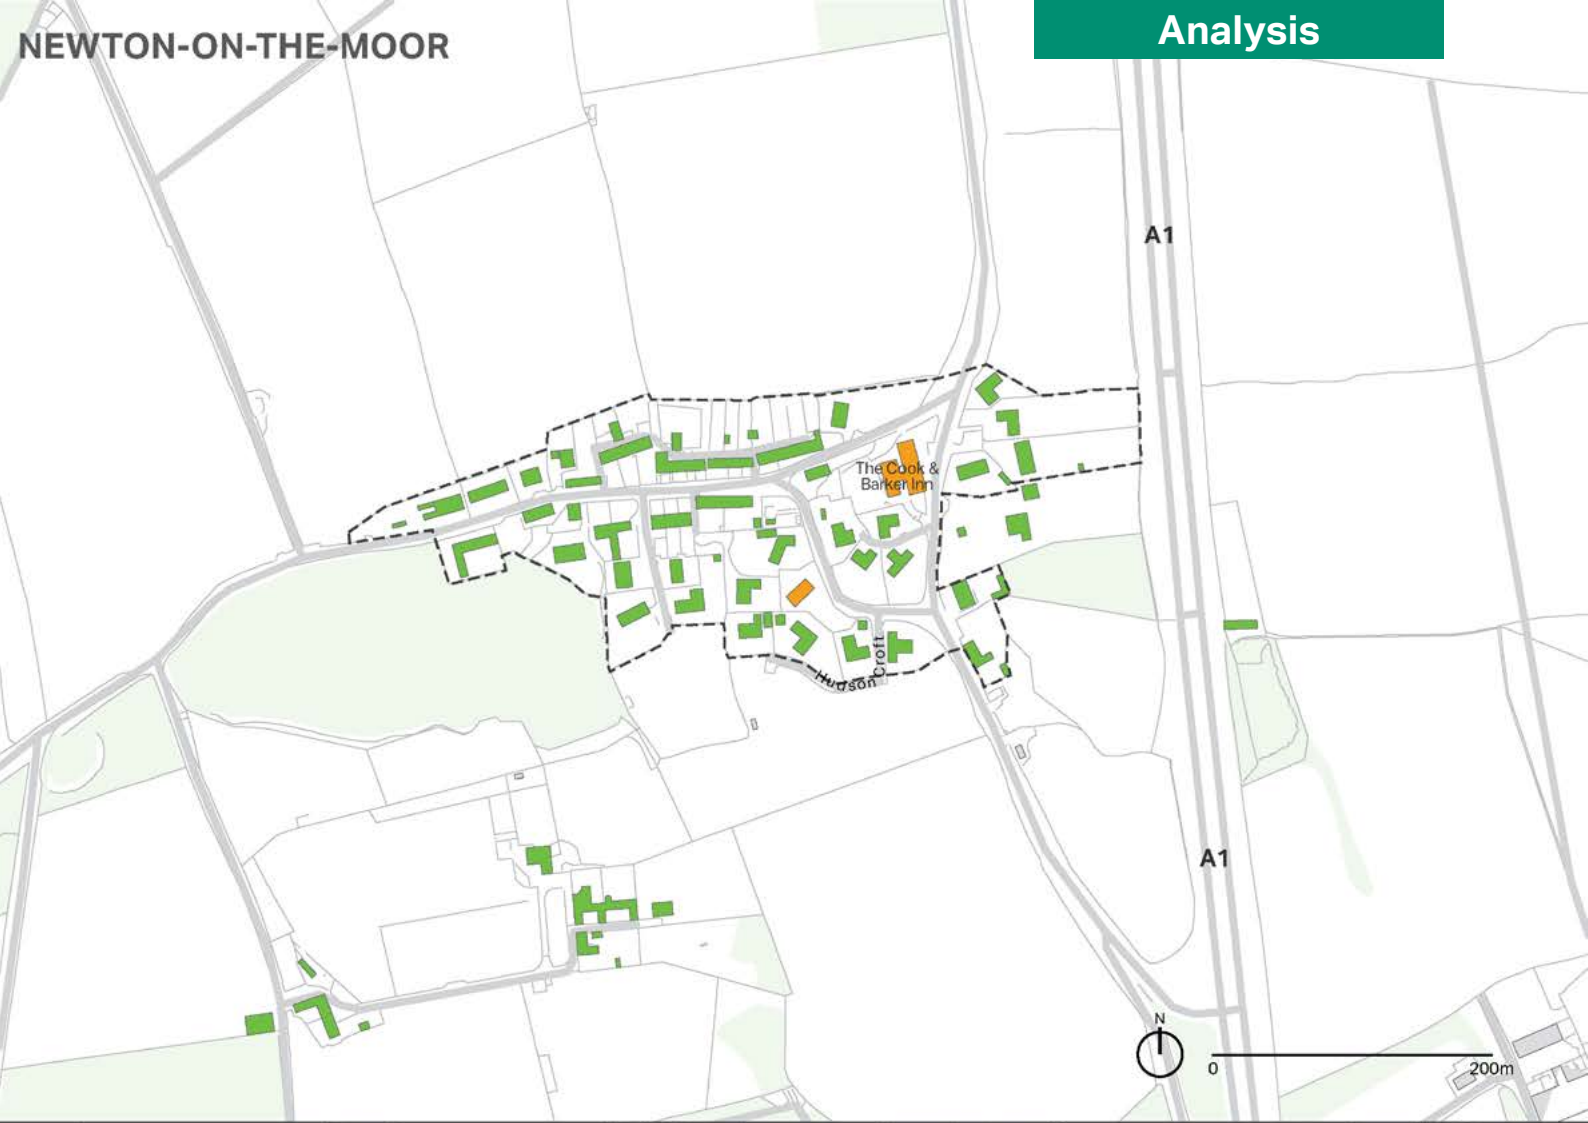 NEWTON-ON-THE-MOOR
Analysis
A1
The Cook &
Barker Inn
Hudson Croft
A1
N
0
200m